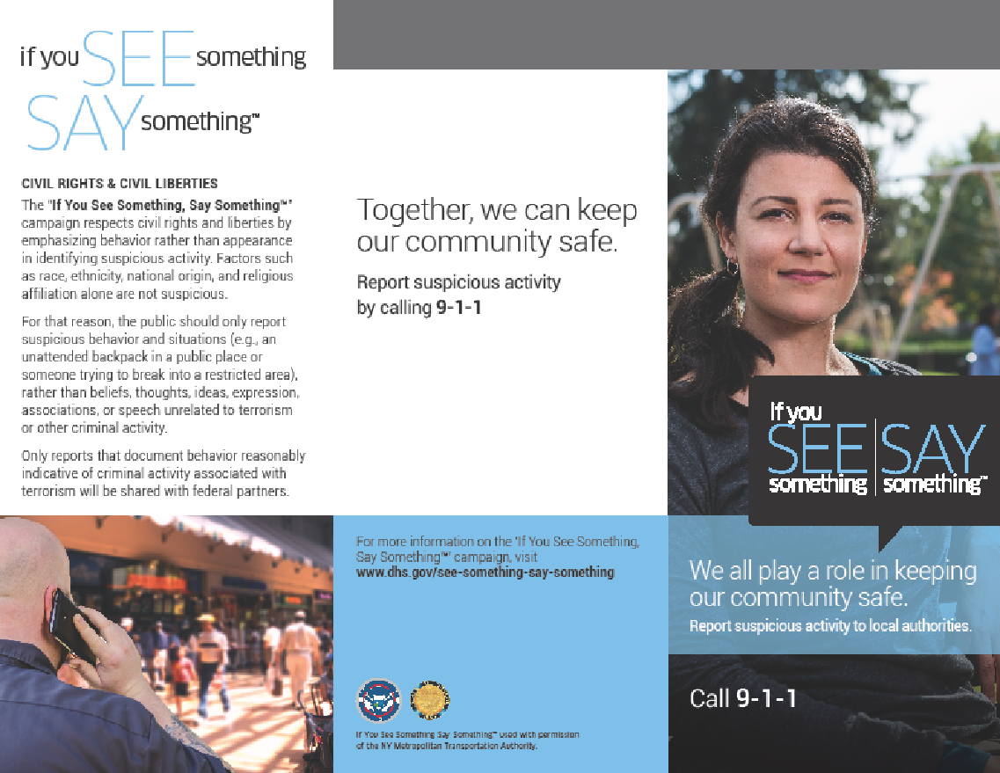 if you SEE something
SAY something™
CIVIL RIGHTS & CIVIL LIBERTIES
The "If You See Something, Say Something™"
campaign respects civil rights and liberties by
emphasizing behavior rather than appearance
in identifying suspicious activity. Factors such
as race, ethnicity, national origin, and religious
affiliation alone are not suspicious.
For that reason, the public should only report
suspicious behavior and situations (e.g., an
unattended backpack in a public place or
someone trying to break into a restricted area),
rather than beliefs, thoughts, ideas, expression,
associations, or speech unrelated to terrorism
or other criminal activity.
Only reports that document behavior reasonably
indicative of criminal activity associated with
terrorism will be shared with federal partners.
Together, we can keep
our community safe.
Report suspicious activity
by calling 9-1-1
For more information on the "If You See Something,
Say Something™" campaign, visit
www.dhs.gov/see-something-say-something
If You See Something Say Something™ used with permission
of the NY Metropolitan Transportation Authority.
If you
SEE SAY
something something™
We all play a role in keeping
our community safe.
Report suspicious activity to local authorities.
Call 9-1-1